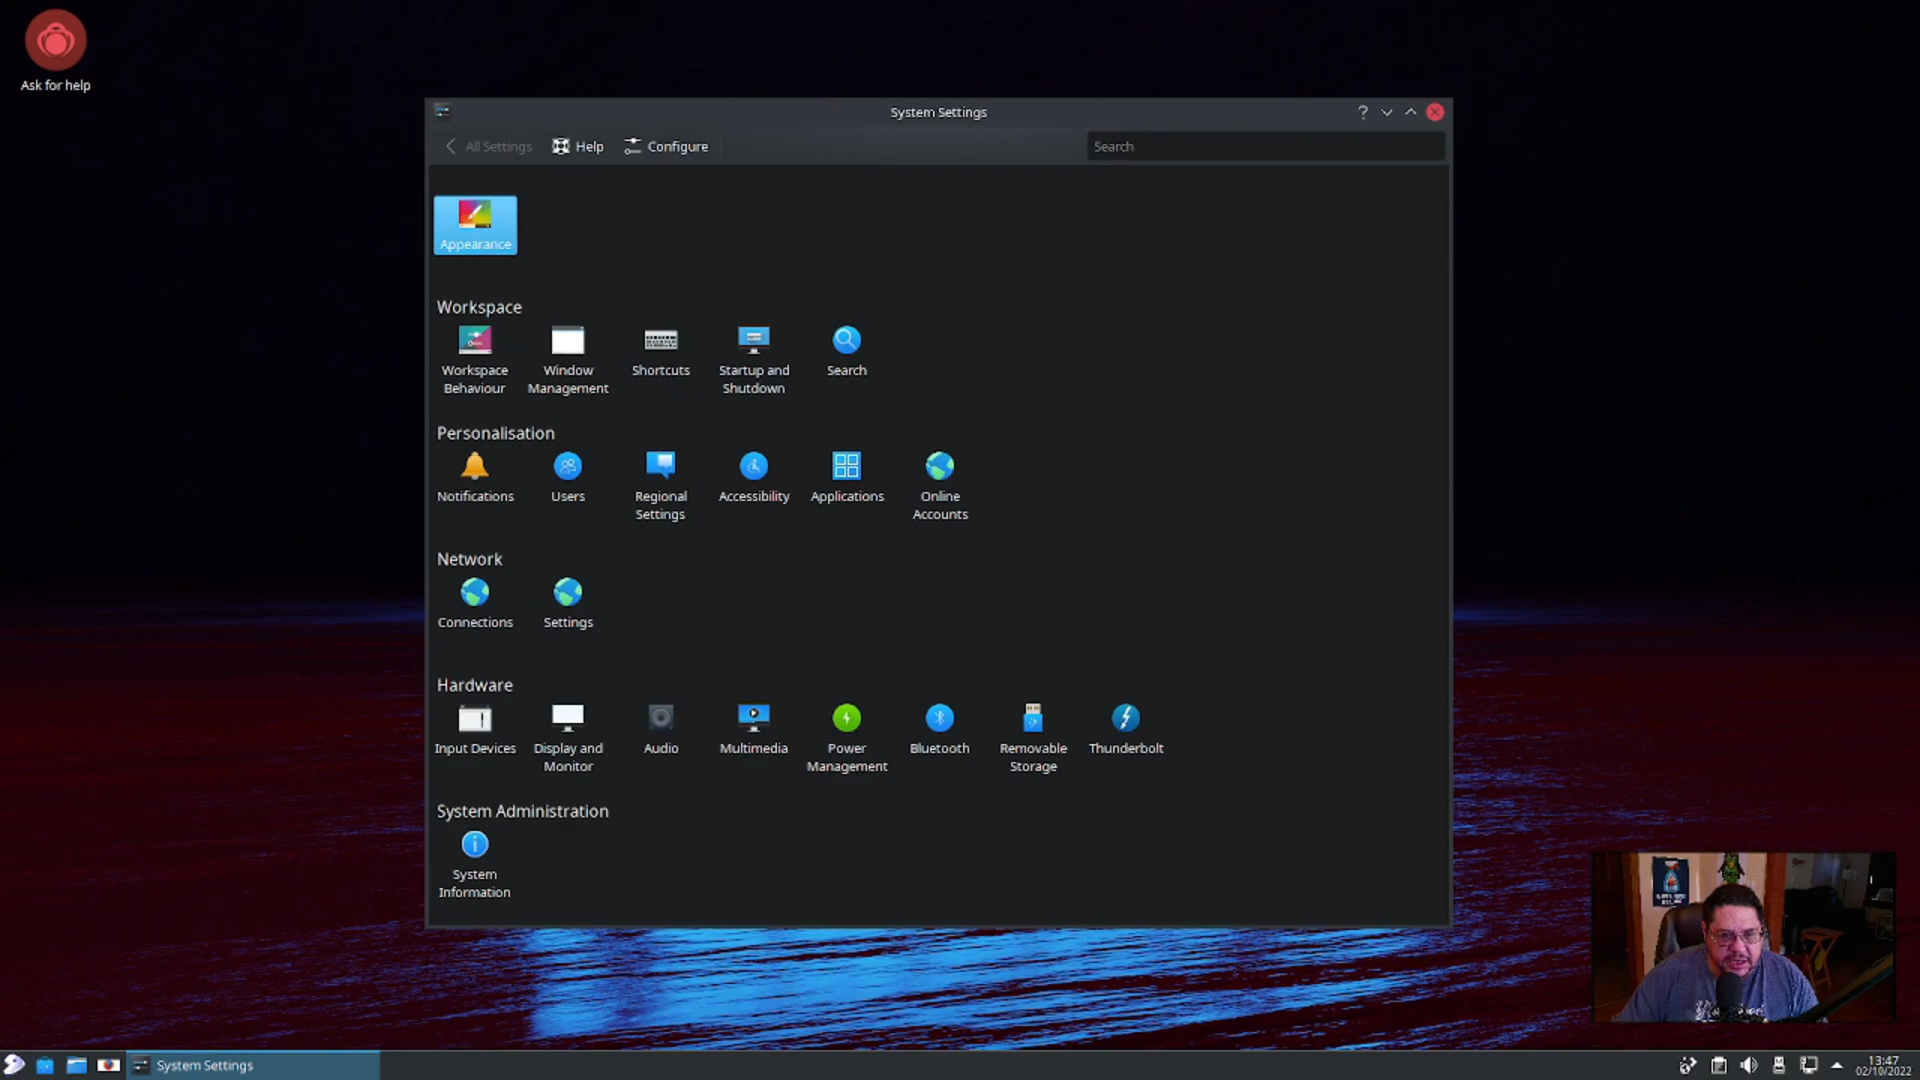 Ask for help
System Settings
All Settings
Help
Configure
Search
Appearance
Workspace
Workspace
Behaviour
Window
Management
Shortcuts
Startup and
Shutdown
Search
Personalisation
Notifications
Users
Regional
Settings
Accessibility
Applications
Online
Accounts
Network
Connections
Settings
Hardware
Input Devices
Display and
Monitor
Audio
Multimedia
Power
Management
Bluetooth
Removable
Storage
Thunderbolt
System Administration
System
Information
System Settings
13:47
02/10/2022